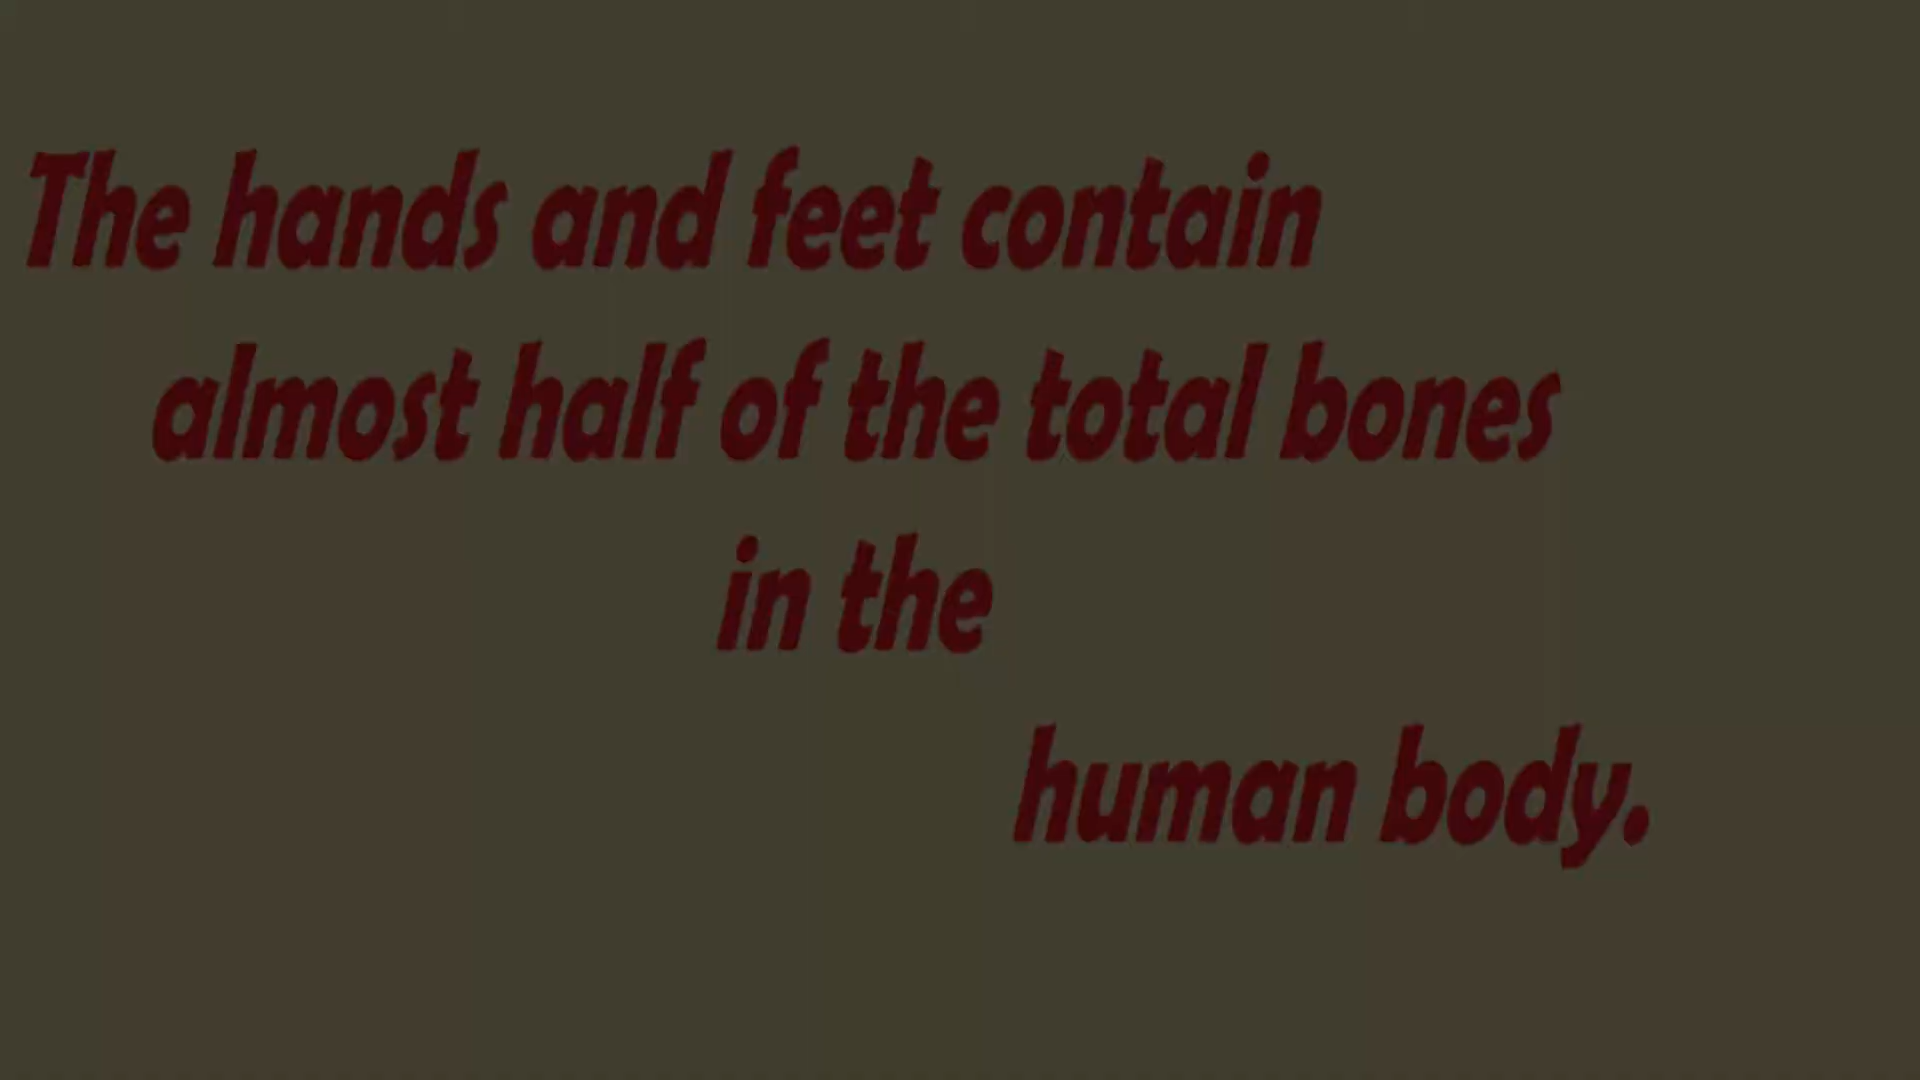 The hands and feet contain
almost half of the total bones
in the
human body.